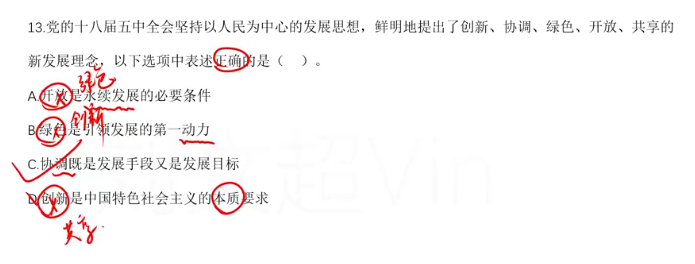 13.党的十八届五中全会坚持以人民为中心的发展思想，鲜明地提出了创新、协调、绿色、开放、共享的
新发展理念，以下选项中表述正确的是（ ）。
绿色
A.开放是永续发展的必要条件
创新
B.绿色是引领发展的第一动力
C.协调既是发展手段又是发展目标
D.创新是中国特色社会主义的本质要求
共享